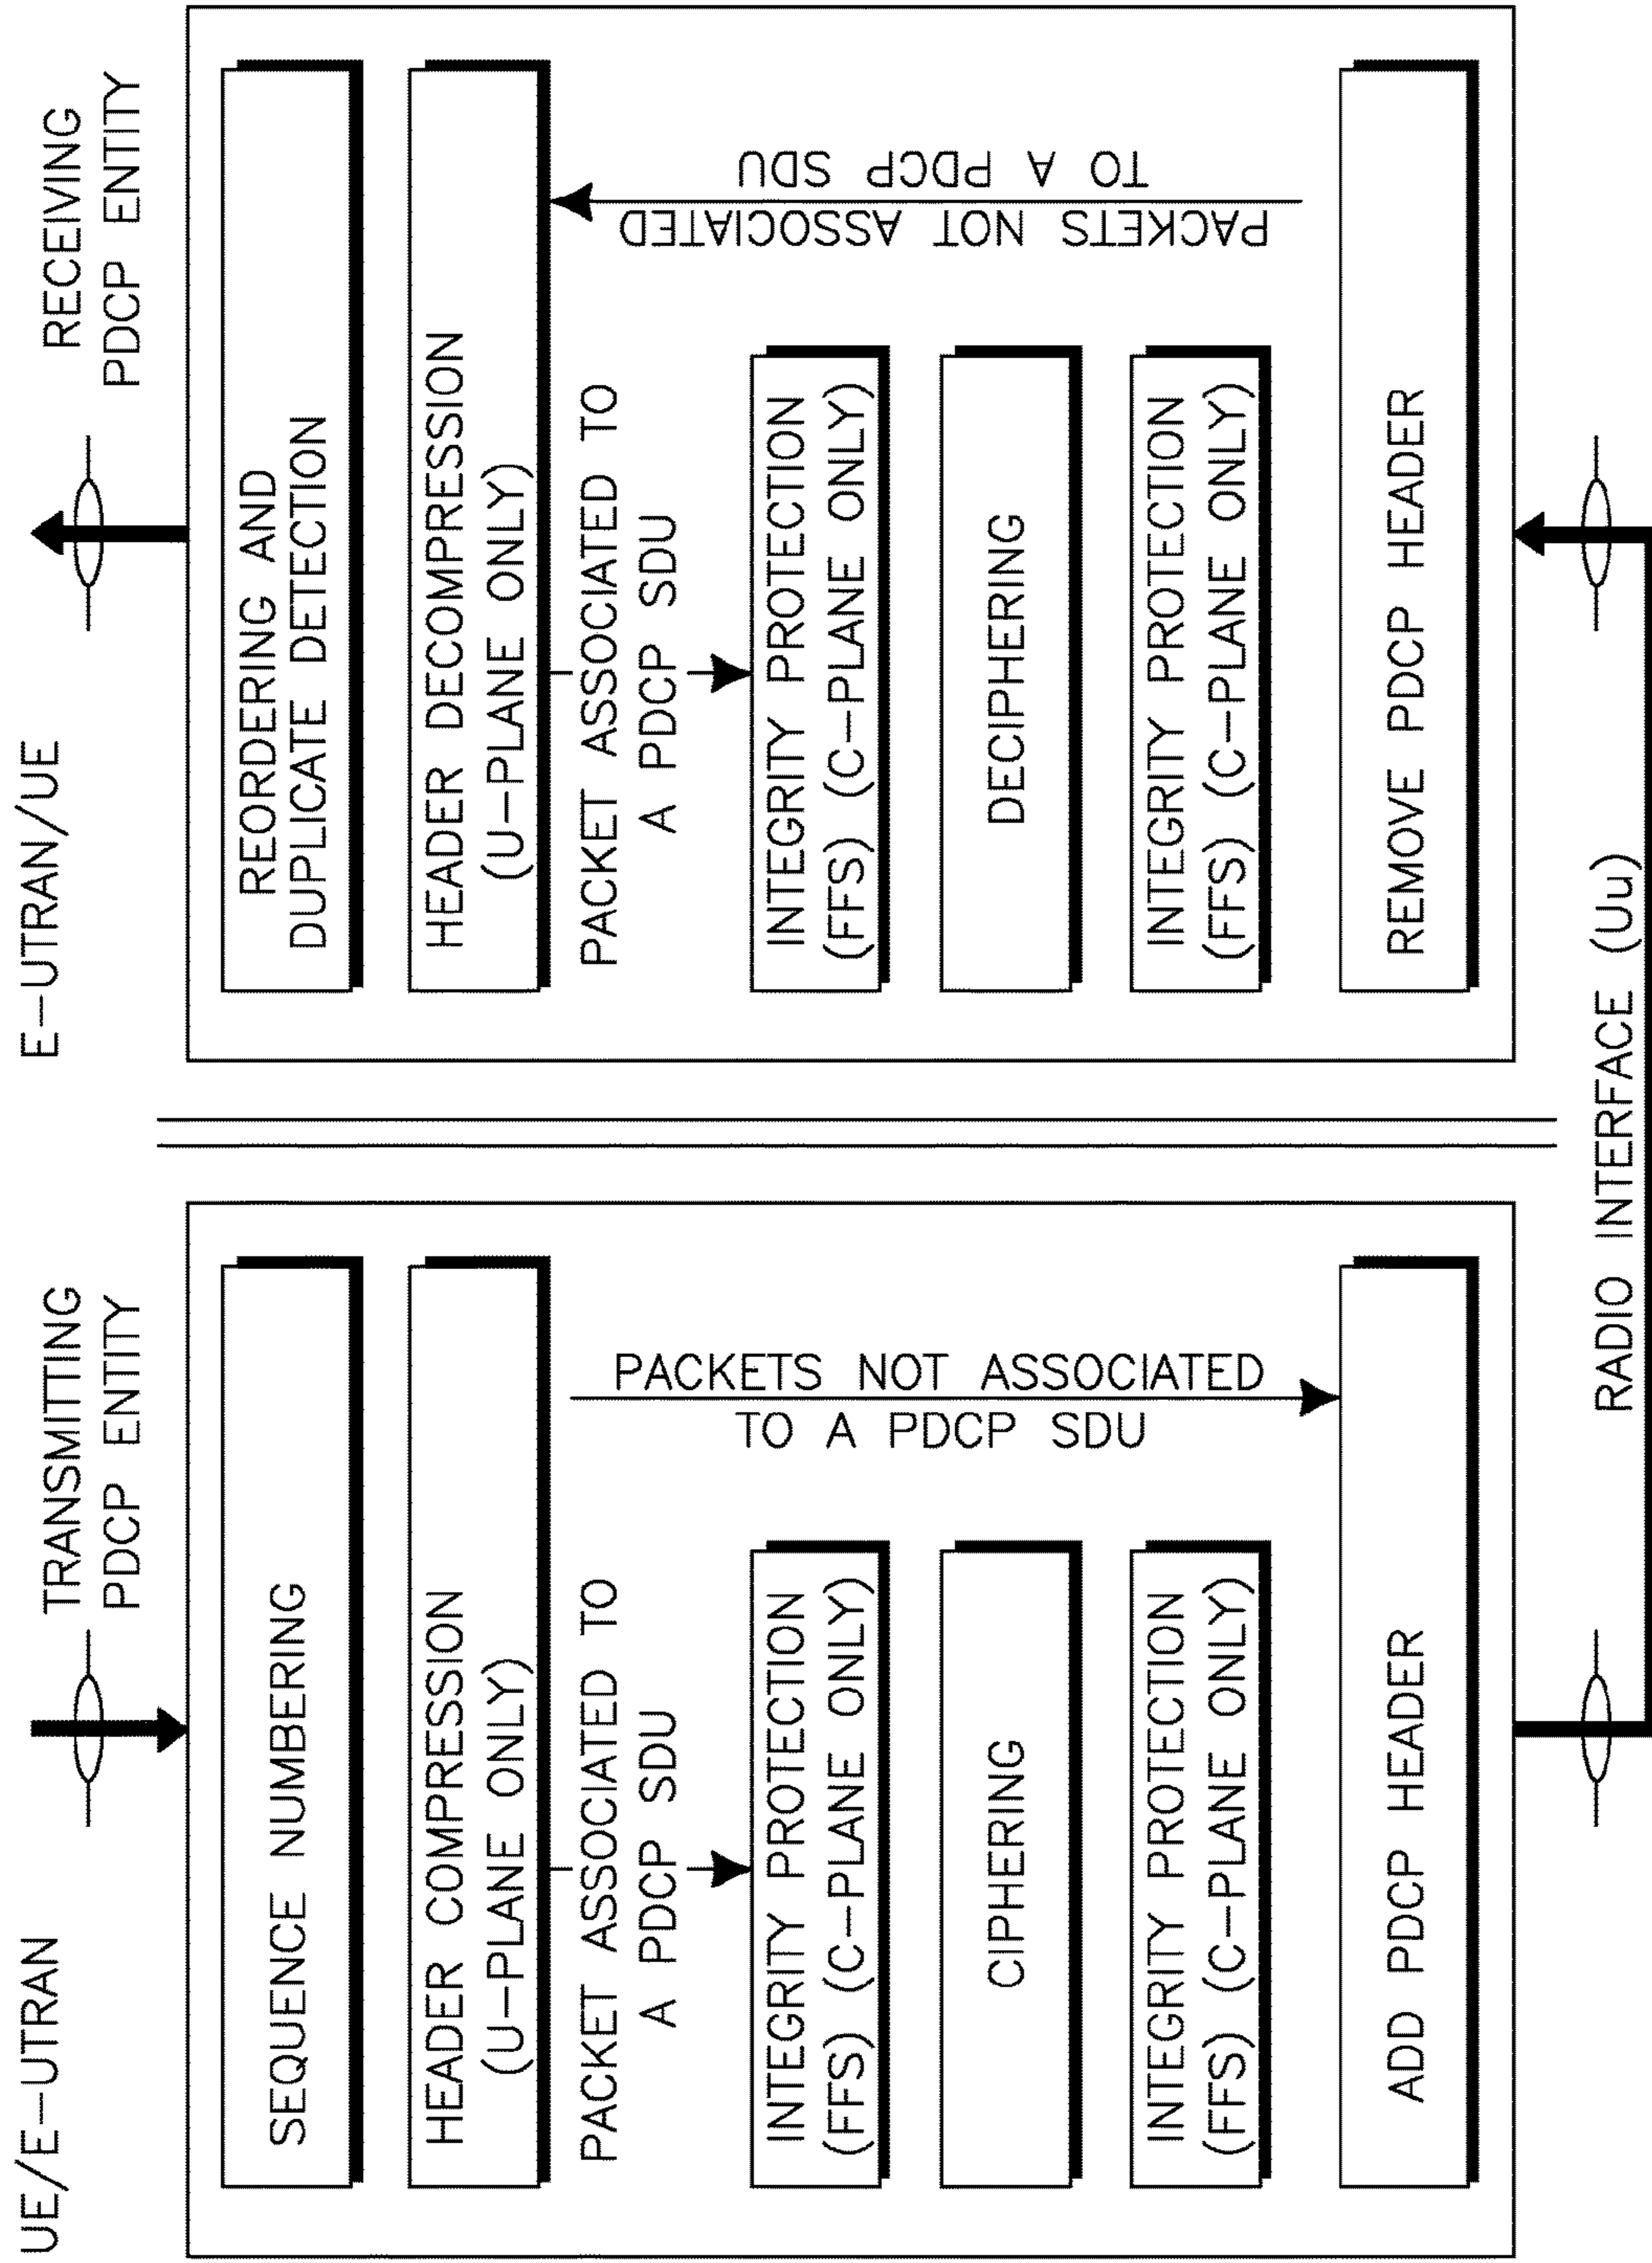 UE/E-UTRAN
E-UTRAN/UE
TRANSMITTING
PDCP ENTITY
SEQUENCE NUMBERING
HEADER COMPRESSION
(U-PLANE ONLY)
PACKET ASSOCIATED TO
A PDCP SDU
PACKETS NOT ASSOCIATED
TO A PDCP SDU
INTEGRITY PROTECTION
(FFS) (C-PLANE ONLY)
CIPHERING
INTEGRITY PROTECTION
(FFS) (C-PLANE ONLY)
ADD PDCP HEADER
RECEIVING
PDCP ENTITY
REORDERING AND
DUPLICATE DETECTION
HEADER DECOMPRESSION
(U-PLANE ONLY)
PACKET ASSOCIATED TO
A PDCP SDU
PACKETS NOT ASSOCIATED
TO A PDCP SDU
INTEGRITY PROTECTION
(FFS) (C-PLANE ONLY)
DECIPHERING
INTEGRITY PROTECTION
(FFS) (C-PLANE ONLY)
REMOVE PDCP HEADER
RADIO INTERFACE (Uu)